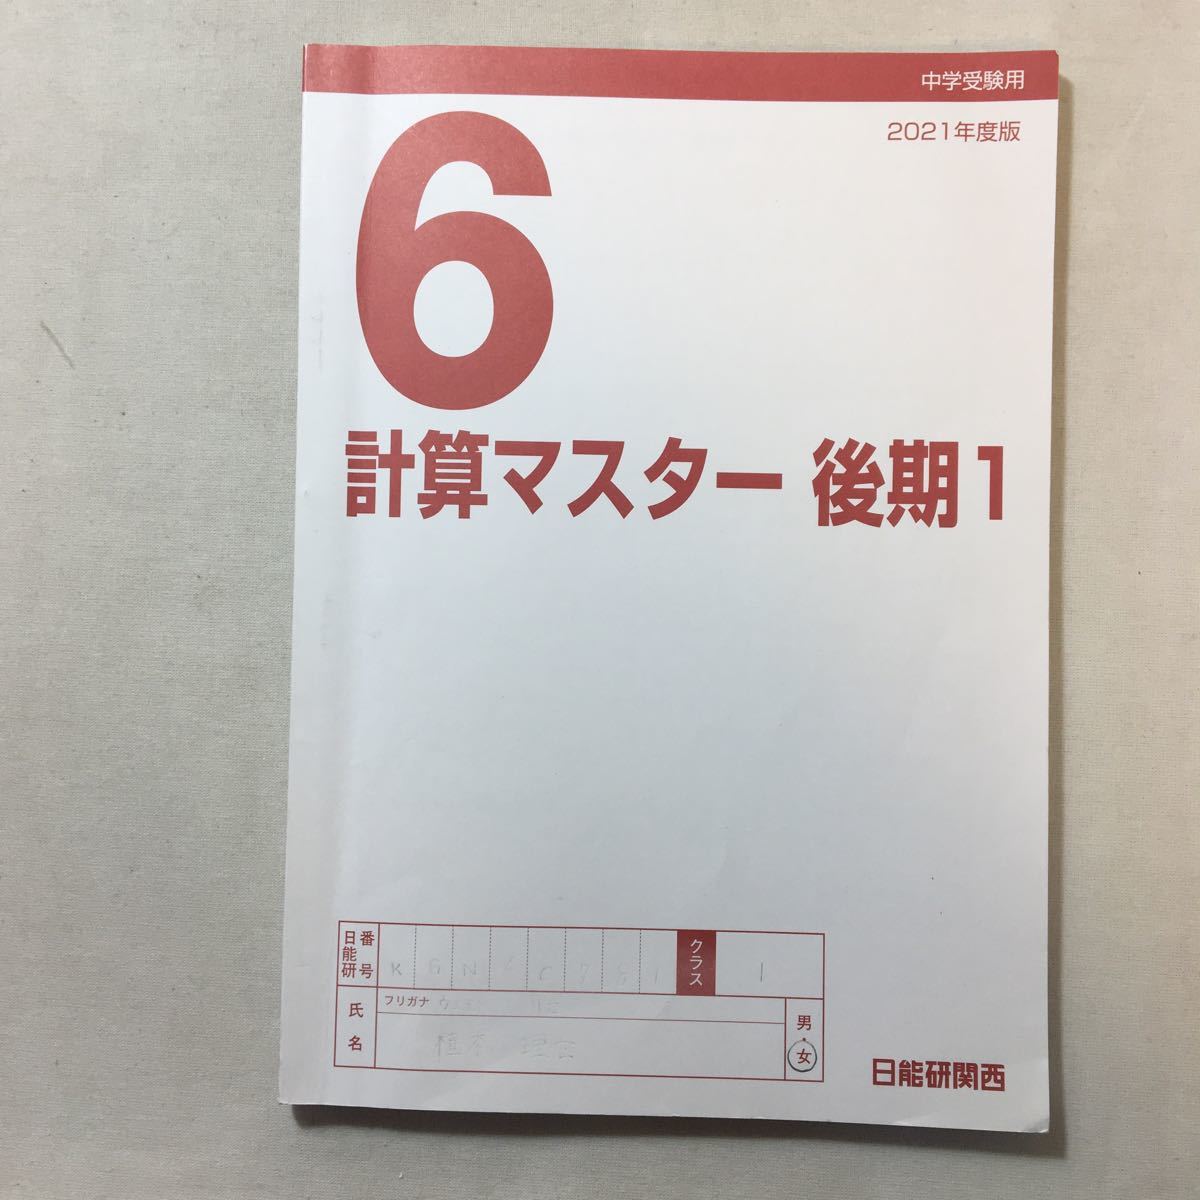 中学受験用
2021年度版
6
計算マスター 後期1
日能研 番号
クラス 1
氏名
フリガナ
男・女
日能研関西